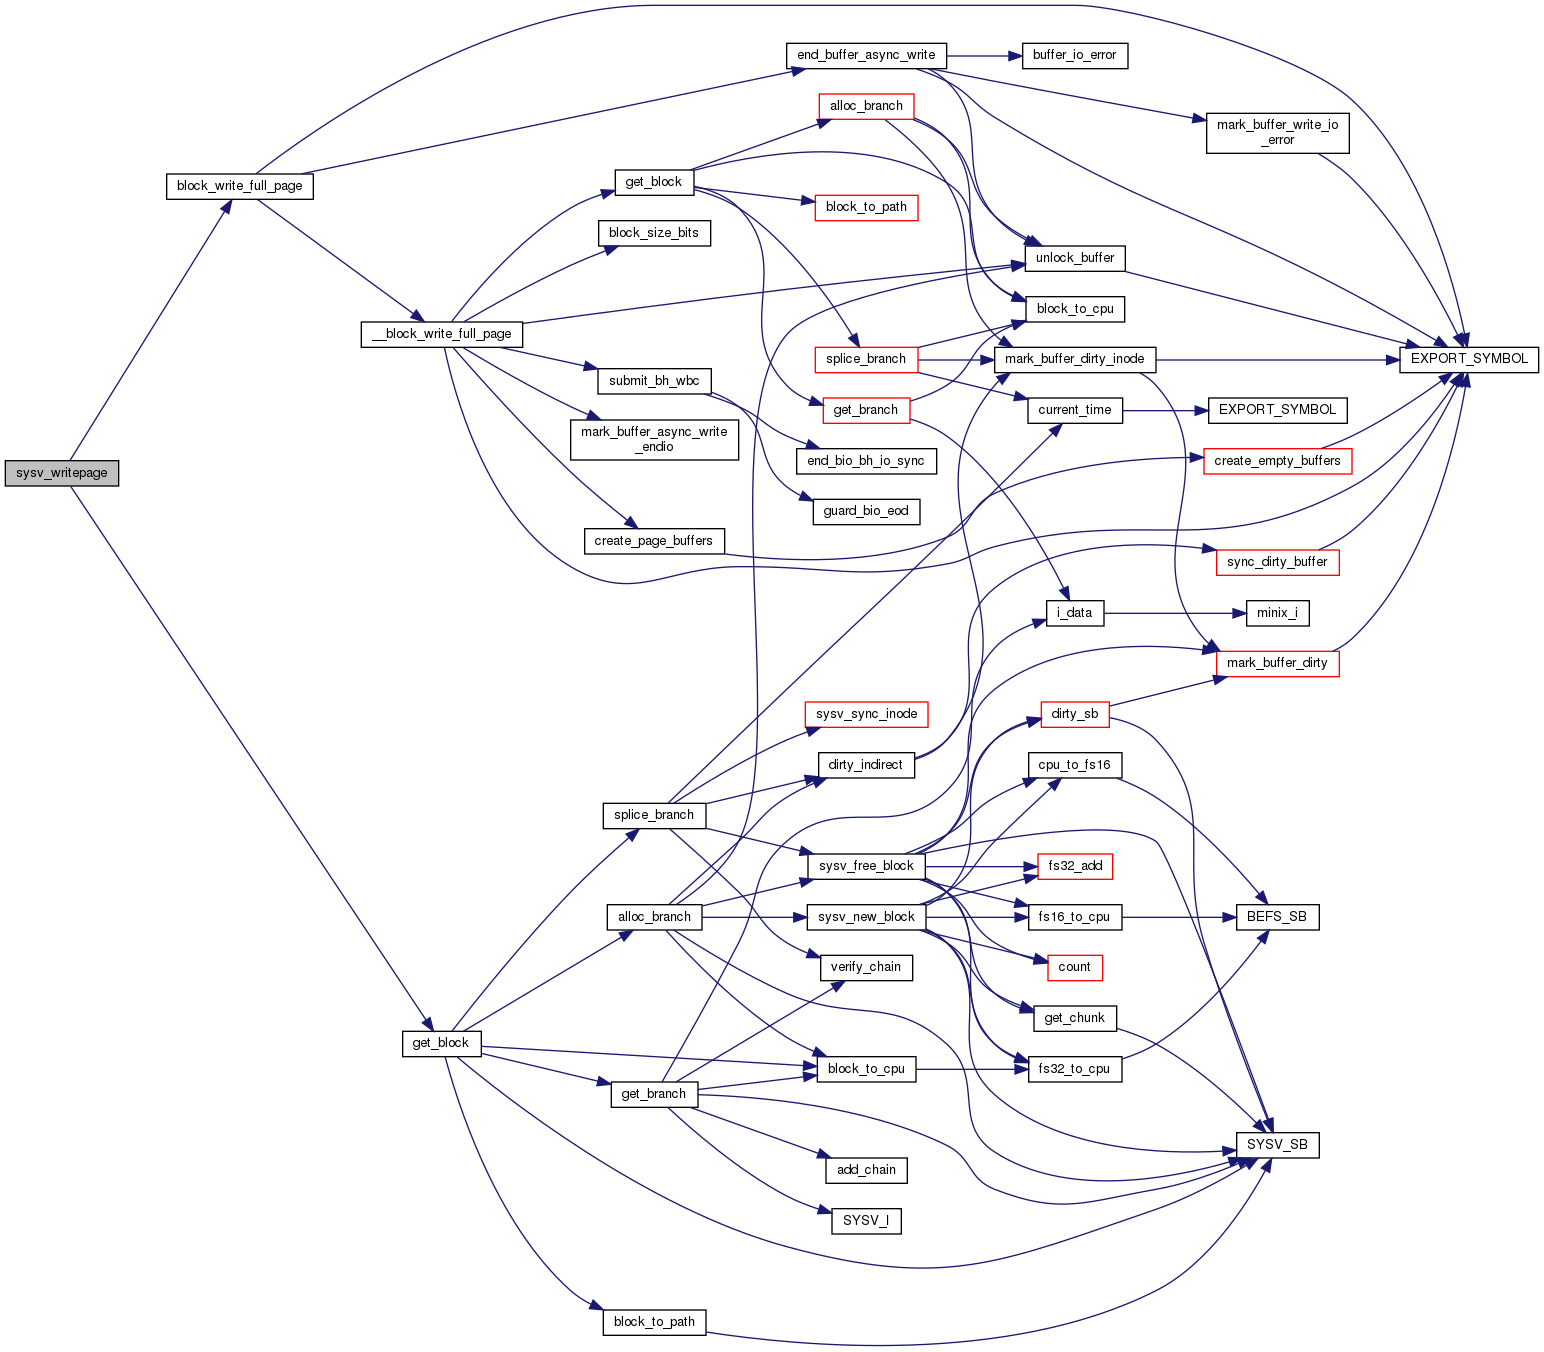 end_buffer_async_write
buffer_io_error
alloc_branch
mark_buffer_write_io
_error
block_write_full_page
get_block
block_to_path
block_size_bits
unlock_buffer
block_to_cpu
__block_write_full_page
splice_branch
mark_buffer_dirty_inode
EXPORT_SYMBOL
submit_bh_wbc
get_branch
current_time
EXPORT_SYMBOL
mark_buffer_async_write
_endio
end_bio_bh_io_sync
create_empty_buffers
sysv_writepage
guard_bio_eod
create_page_buffers
sync_dirty_buffer
i_data
minix_i
mark_buffer_dirty
sysv_sync_inode
dirty_sb
dirty_indirect
cpu_to_fs16
splice_branch
sysv_free_block
fs32_add
alloc_branch
sysv_new_block
fs16_to_cpu
BEFS_SB
verify_chain
count
get_block
get_chunk
get_branch
block_to_cpu
fs32_to_cpu
SYSV_SB
add_chain
SYSV_I
block_to_path